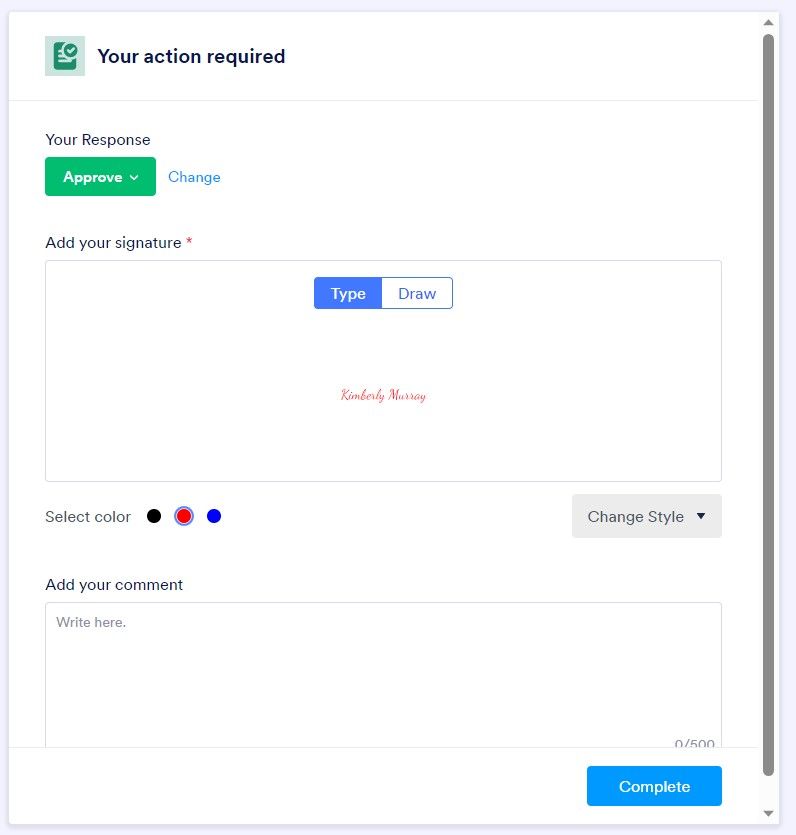 Your action required
Your Response
Approve Change
Add your signature *
Type Draw
Kimberly Murray
Select color Change Style
Add your comment
Write here.
0/500
Complete